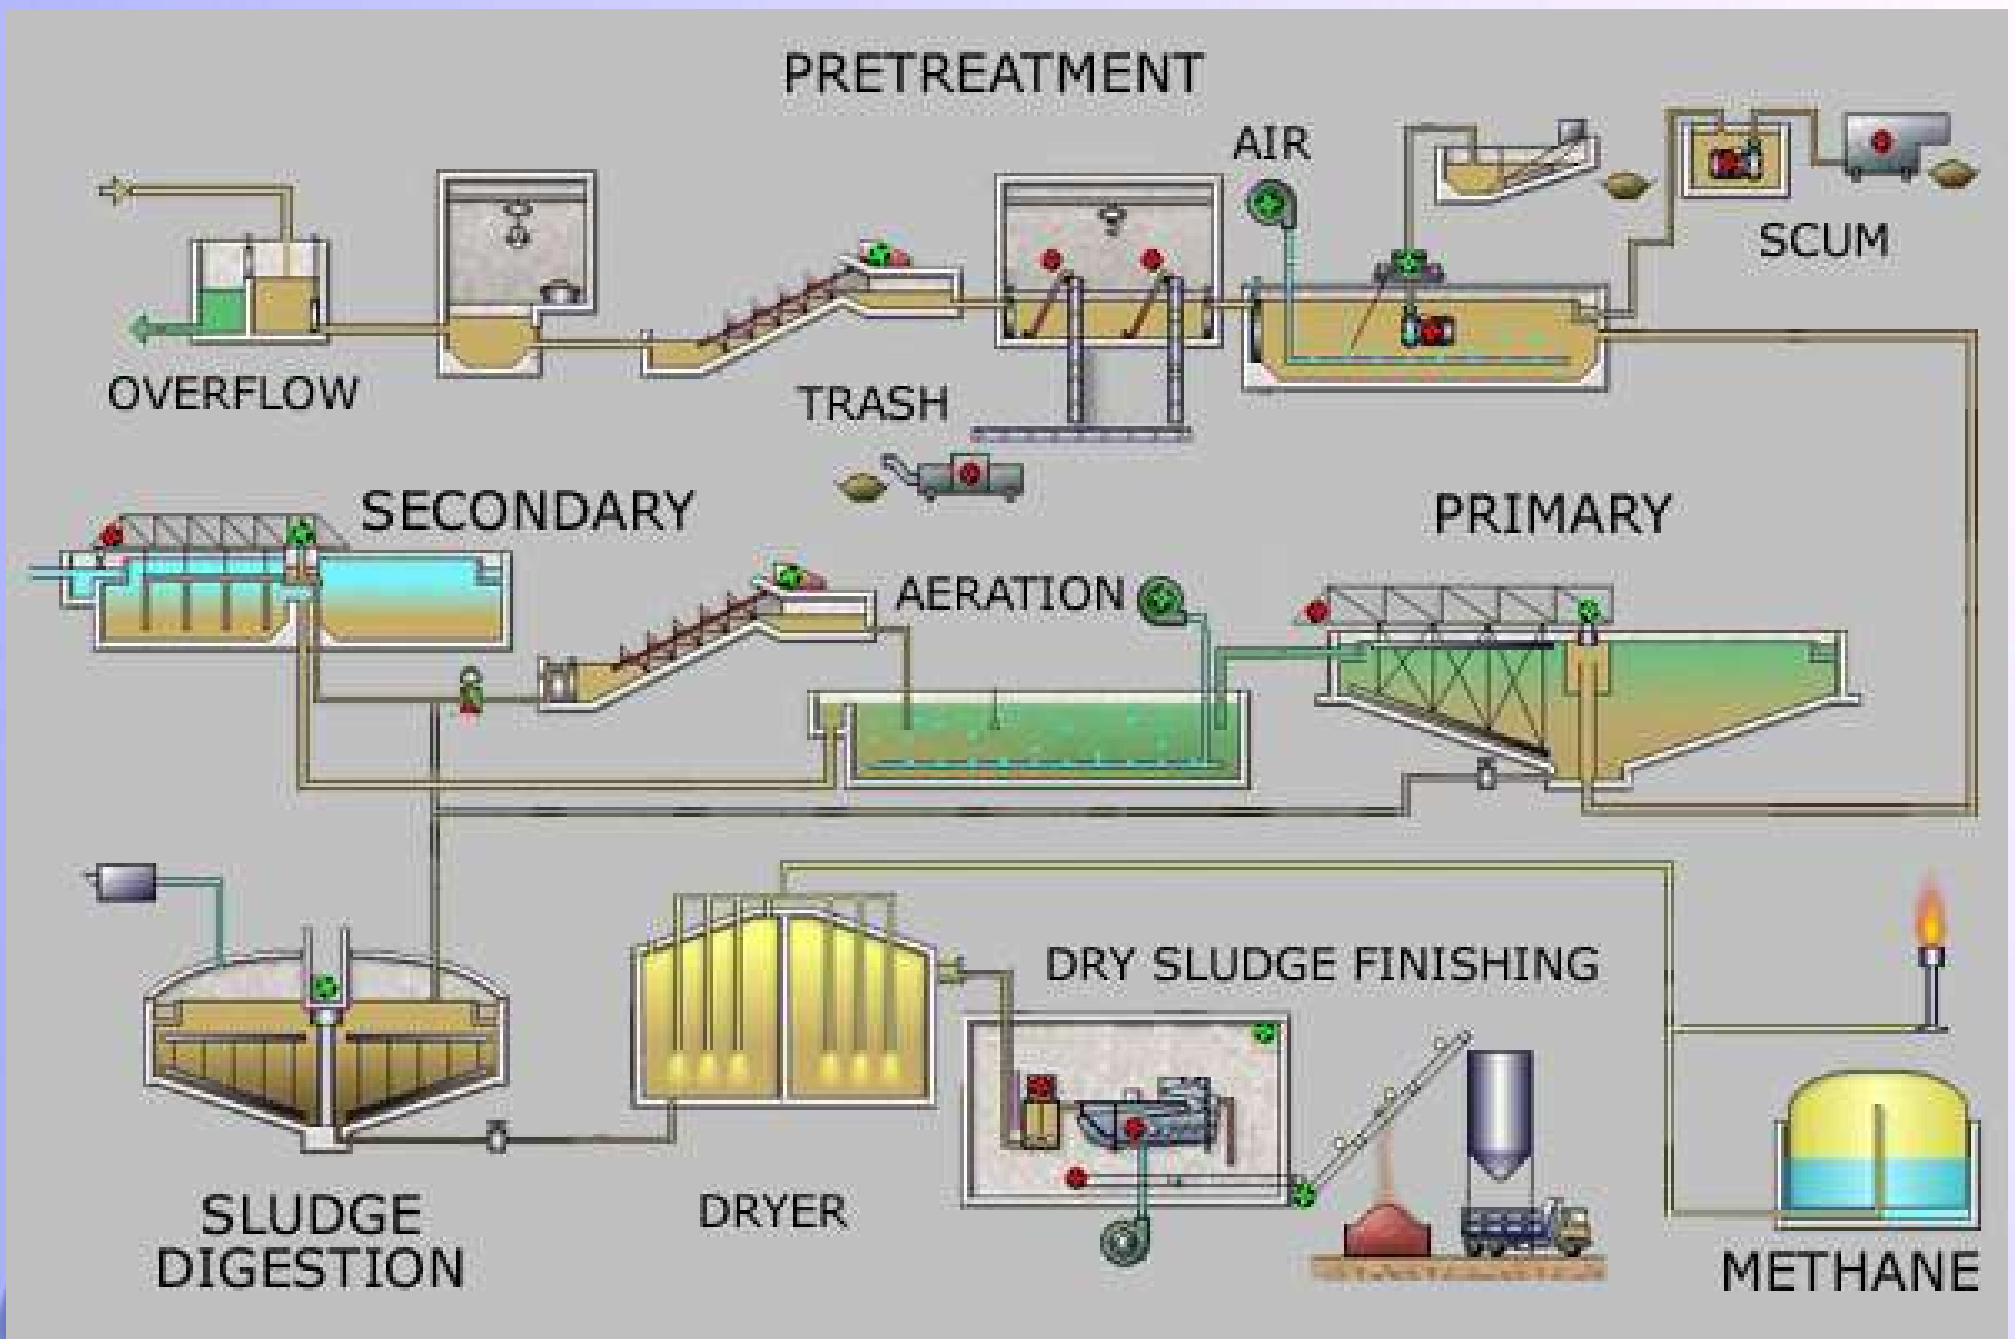 PRETREATMENT
AIR
SCUM
OVERFLOW
TRASH
SECONDARY
PRIMARY
AERATION
DRY SLUDGE FINISHING
SLUDGE
DIGESTION
DRYER
METHANE